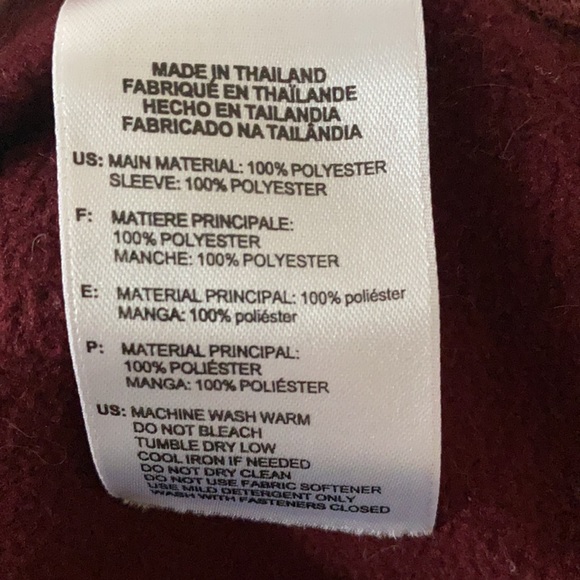 MADE IN THAILAND
FABRIQUÉ EN THAÏLANDE
HECHO EN TAILANDIA
FABRICADO NA TAILÂNDIA
US: MAIN MATERIAL: 100% POLYESTER
SLEEVE: 100% POLYESTER
F: MATIERE PRINCIPALE:
100% POLYESTER
MANCHE: 100% POLYESTER
E: MATERIAL PRINCIPAL: 100% poliéster
MANGA: 100% poliéster
P: MATERIAL PRINCIPAL:
100% POLIÉSTER
MANGA: 100% POLIÉSTER
US: MACHINE WASH WARM
DO NOT BLEACH
TUMBLE DRY LOW
COOL IRON IF NEEDED
DO NOT DRY CLEAN
DO NOT USE FABRIC SOFTENER
USE MILD DETERGENT ONLY
WASH WITH FASTENERS CLOSED